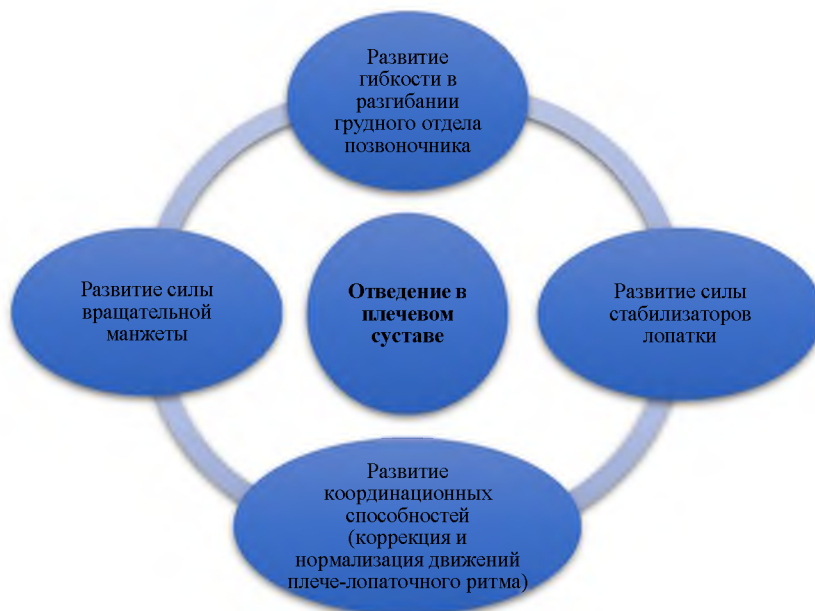 Развитие
гибкости в
разгибании
грудного отдела
позвоночника
Развитие силы
вращательной
манжеты
Отведение в
плечевом
суставе
Развитие силы
стабилизаторов
лопатки
Развитие
координационных
способностей
(коррекция и
нормализация движений
плече-лопаточного ритма)